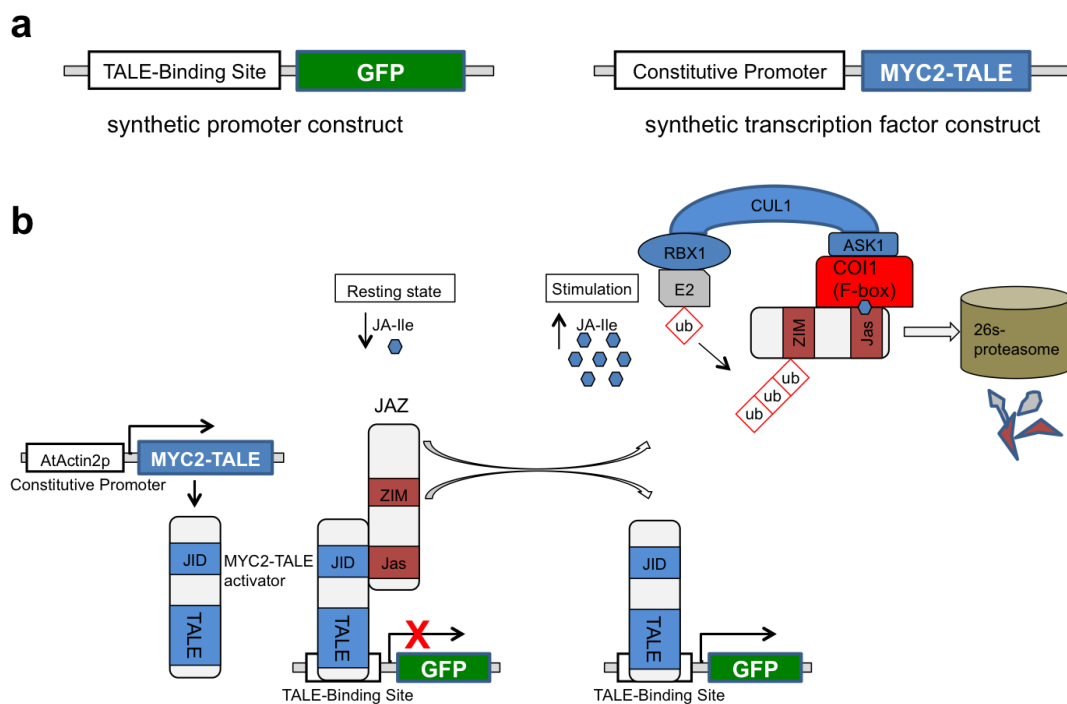 a
TALE-Binding Site
GFP
synthetic promoter construct
Constitutive Promoter
MYC2-TALE
synthetic transcription factor construct
b
CUL1
RBX1
ASK1
E2
COI1
(F-box)
ub
ZIM
Jas
ub
ub
ub
26s-
proteasome
Resting state
JA-Ile
Stimulation
JA-Ile
JAZ
ZIM
Jas
AtActin2p
MYC2-TALE
Constitutive Promoter
JID
TALE
MYC2-TALE
activator
JID
TALE
X
GFP
TALE-Binding Site
JID
TALE
GFP
TALE-Binding Site